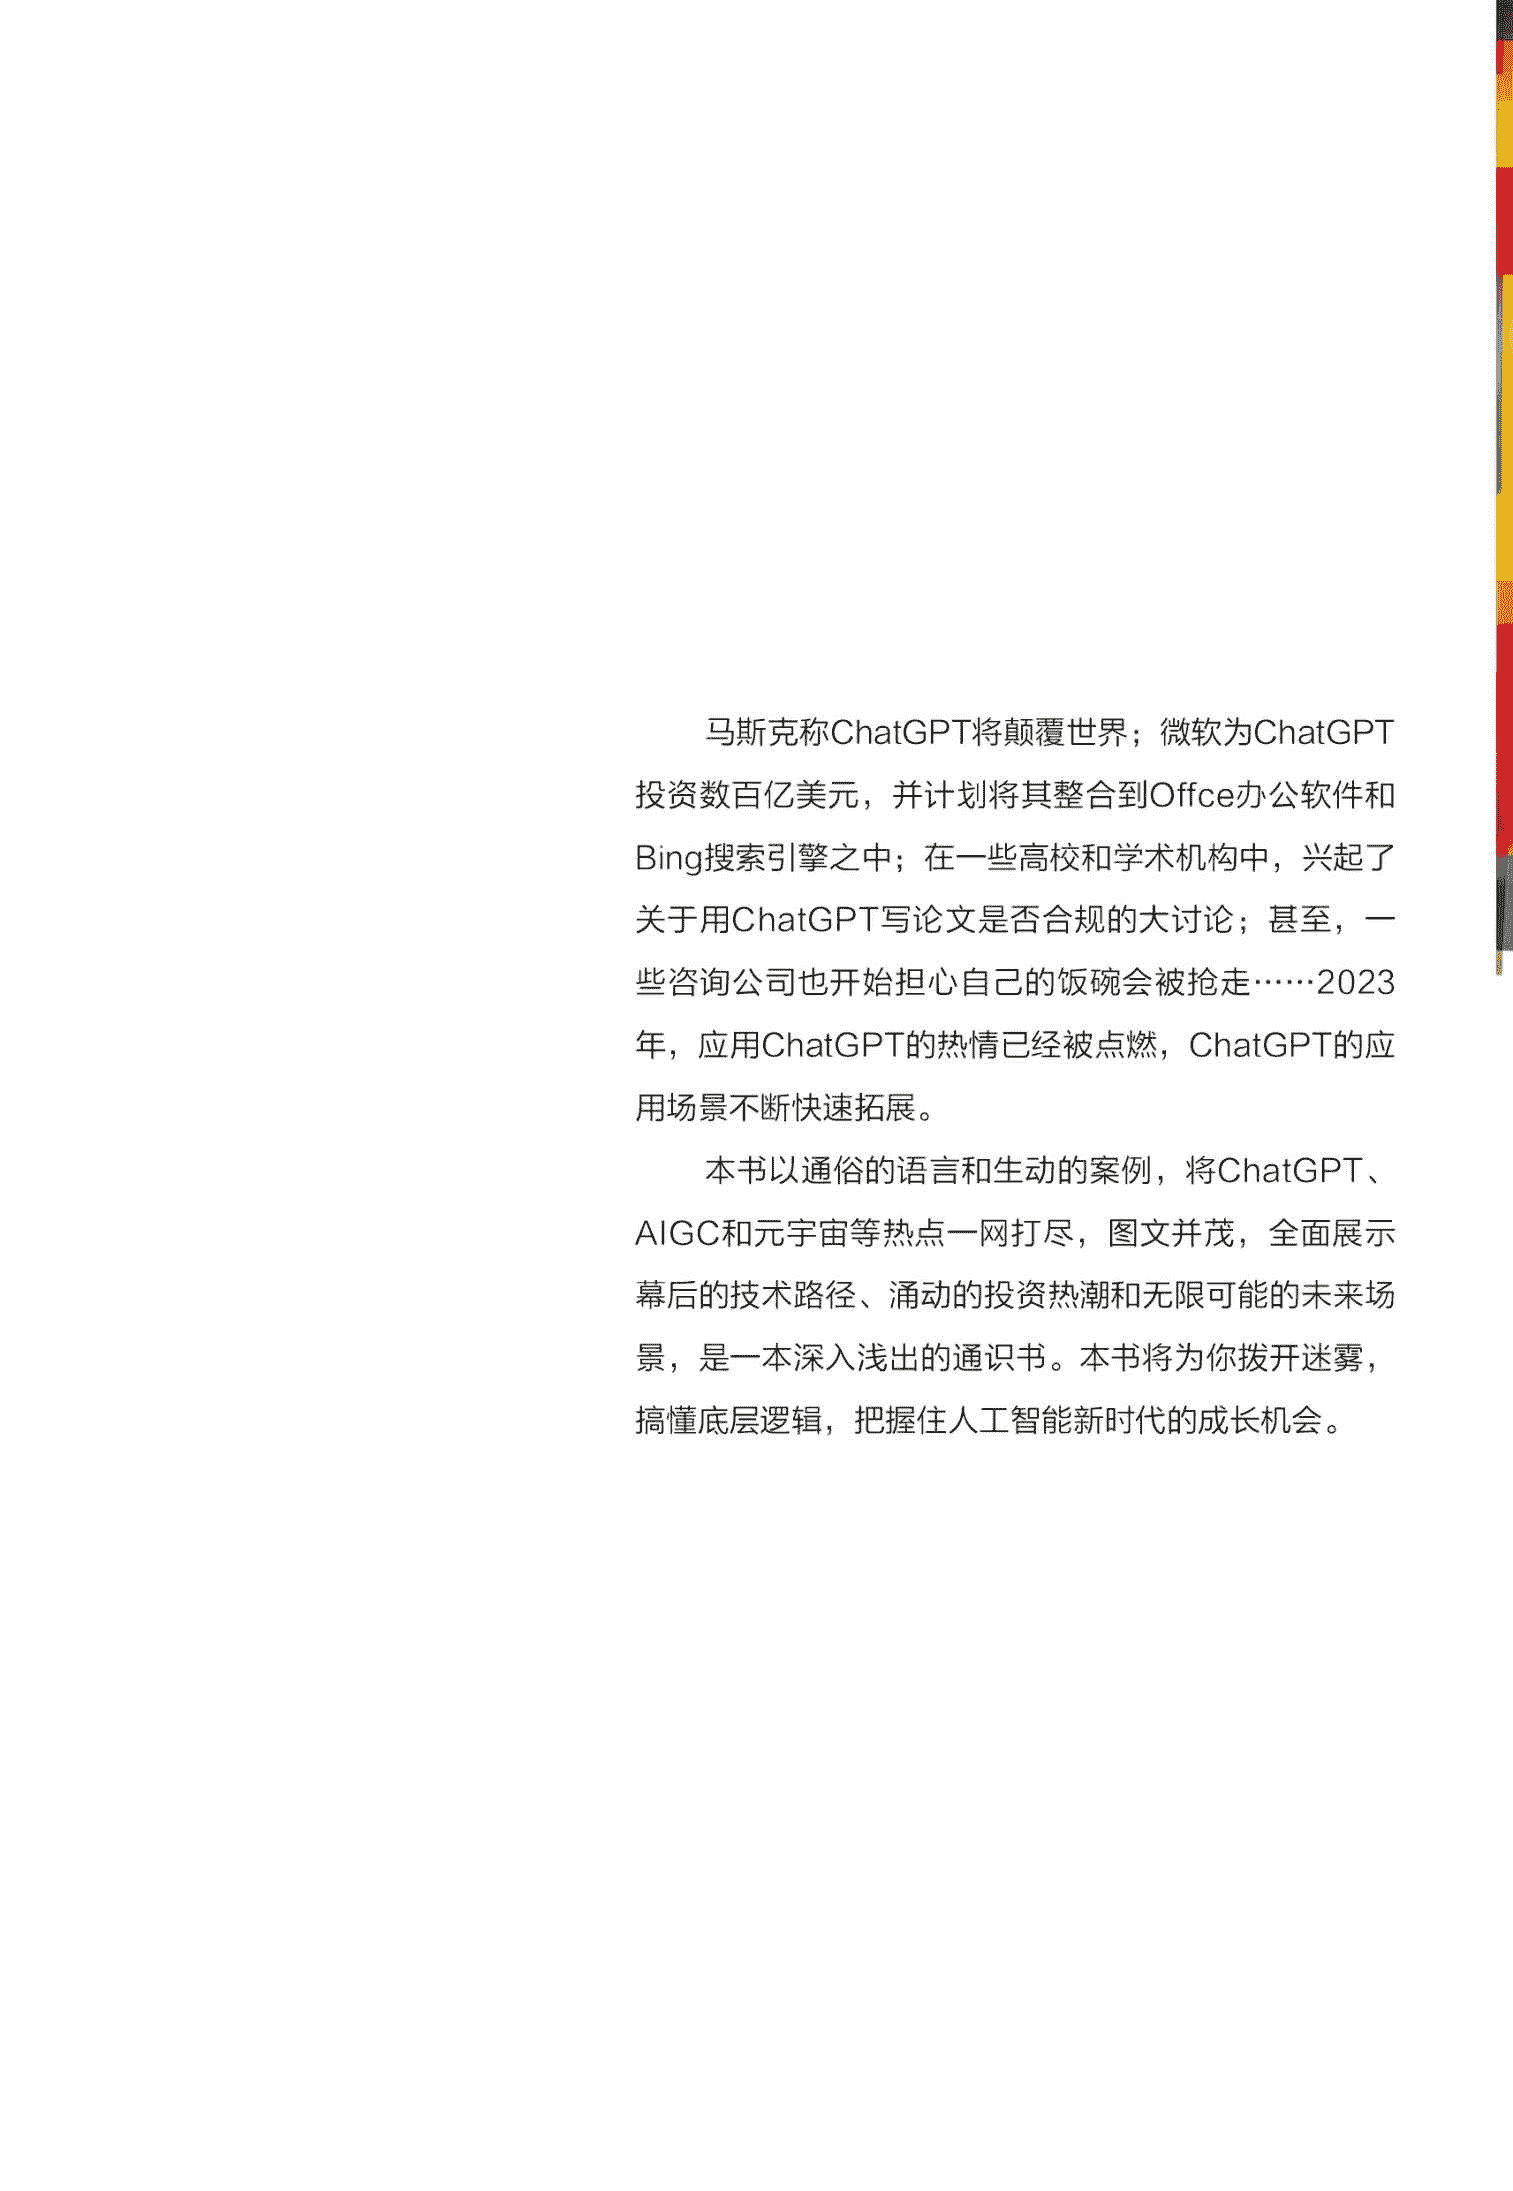 马斯克称ChatGPT将颠覆世界；微软为ChatGPT
投资数百亿美元，并计划将其整合到Offce办公软件和
Bing搜索引擎之中；在一些高校和学术机构中，兴起了
关于用ChatGPT写论文是否合规的大讨论；甚至，一
些咨询公司也开始担心自己的饭碗会被抢走……2023
年，应用ChatGPT的热情已经被点燃，ChatGPT的应
用场景不断快速拓展。
本书以通俗的语言和生动的案例，将ChatGPT、
AIGC和元宇宙等热点一网打尽，图文并茂，全面展示
幕后的技术路径、涌动的投资热潮和无限可能的未来场
景，是一本深入浅出的通识书。本书将为你拨开迷雾，
搞懂底层逻辑，把握住人工智能新时代的成长机会。